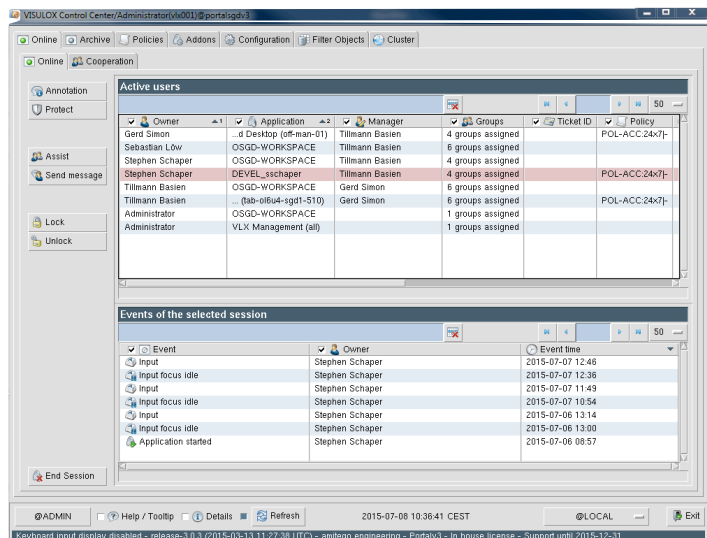 VISULOX Control Center/Administrator(vlx001)@portalsgdv3
Online Archive Policies Addons Configuration Filter Objects Cluster
Online Cooperation
Annotation
Protect
Assist
Send message
Lock
Unlock
End Session
Active users
50
Owner 1 Application 2 Manager Groups Ticket ID Policy
Gerd Simon ...d Desktop (off-man-01) Tillmann Basien 4 groups assigned POL-ACC:24x7|-
Sebastian Löw OSGD-WORKSPACE Tillmann Basien 6 groups assigned
Stephen Schaper OSGD-WORKSPACE Tillmann Basien 4 groups assigned
Stephen Schaper DEVEL_sschaper Tillmann Basien 4 groups assigned POL-ACC:24x7|-
Tillmann Basien OSGD-WORKSPACE Gerd Simon 6 groups assigned
Tillmann Basien ... (tab-ol6u4-sgd1-510) Gerd Simon 6 groups assigned POL-ACC:24x7|-
Administrator OSGD-WORKSPACE 1 groups assigned
Administrator VLX Management (all) 1 groups assigned
Events of the selected session
50
Event Owner Event time
Input Stephen Schaper 2015-07-07 12:46
Input focus idle Stephen Schaper 2015-07-07 12:36
Input Stephen Schaper 2015-07-07 11:49
Input focus idle Stephen Schaper 2015-07-07 10:54
Input Stephen Schaper 2015-07-06 13:14
Input focus idle Stephen Schaper 2015-07-06 13:00
Application started Stephen Schaper 2015-07-06 08:57
@ADMIN Help / Tooltip Details Refresh 2015-07-08 10:36:41 CEST @LOCAL Exit
Keyboard input display disabled - release-3.0.3 (2015-03-13 11:27:38 UTC) - amitego engineering - Portalv3 - In house license - Support until 2015-12-31